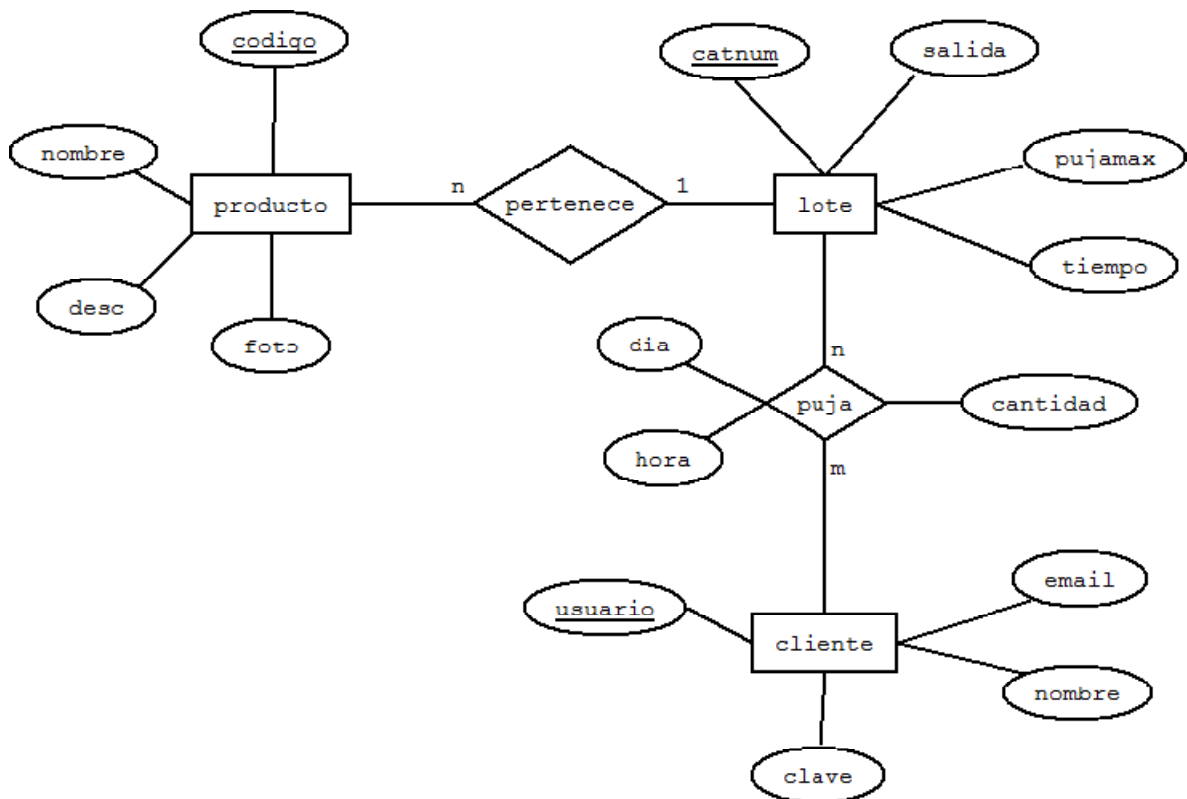 codigo
catnum
salida
nombre
pujamax
n
1
producto
pertenece
lote
tiempo
desc
foto
dia
n
puja
cantidad
hora
m
email
usuario
cliente
nombre
clave